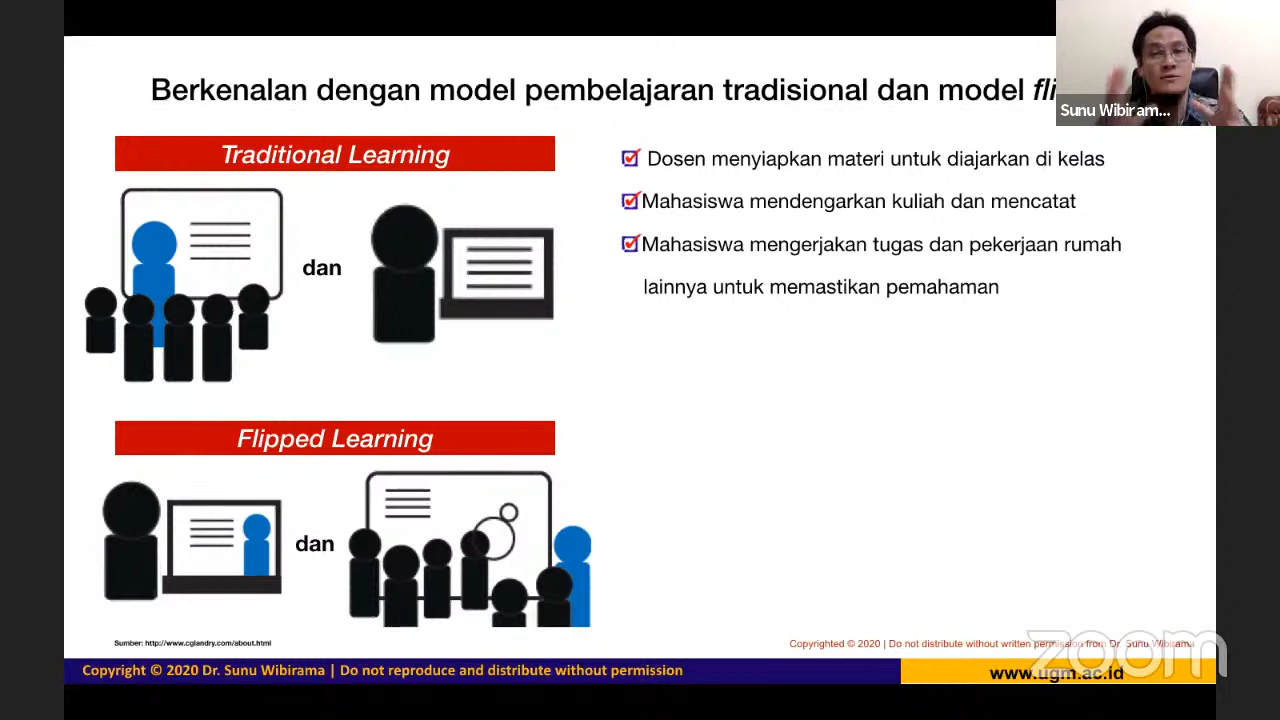 Berkenalan dengan model pembelajaran tradisional dan model fli
Sunu Wibiram...
Traditional Learning
Dosen menyiapkan materi untuk diajarkan di kelas
Mahasiswa mendengarkan kuliah dan mencatat
Mahasiswa mengerjakan tugas dan pekerjaan rumah
lainnya untuk memastikan pemahaman
dan
Flipped Learning
dan
Sumber: http://www.cglandry.com/about.html
Copyrighted © 2020 | Do not distribute without written permission from Dr. Sunu Wibirama
zoom
Copyright © 2020 Dr. Sunu Wibirama | Do not reproduce and distribute without permission
www.ugm.ac.id